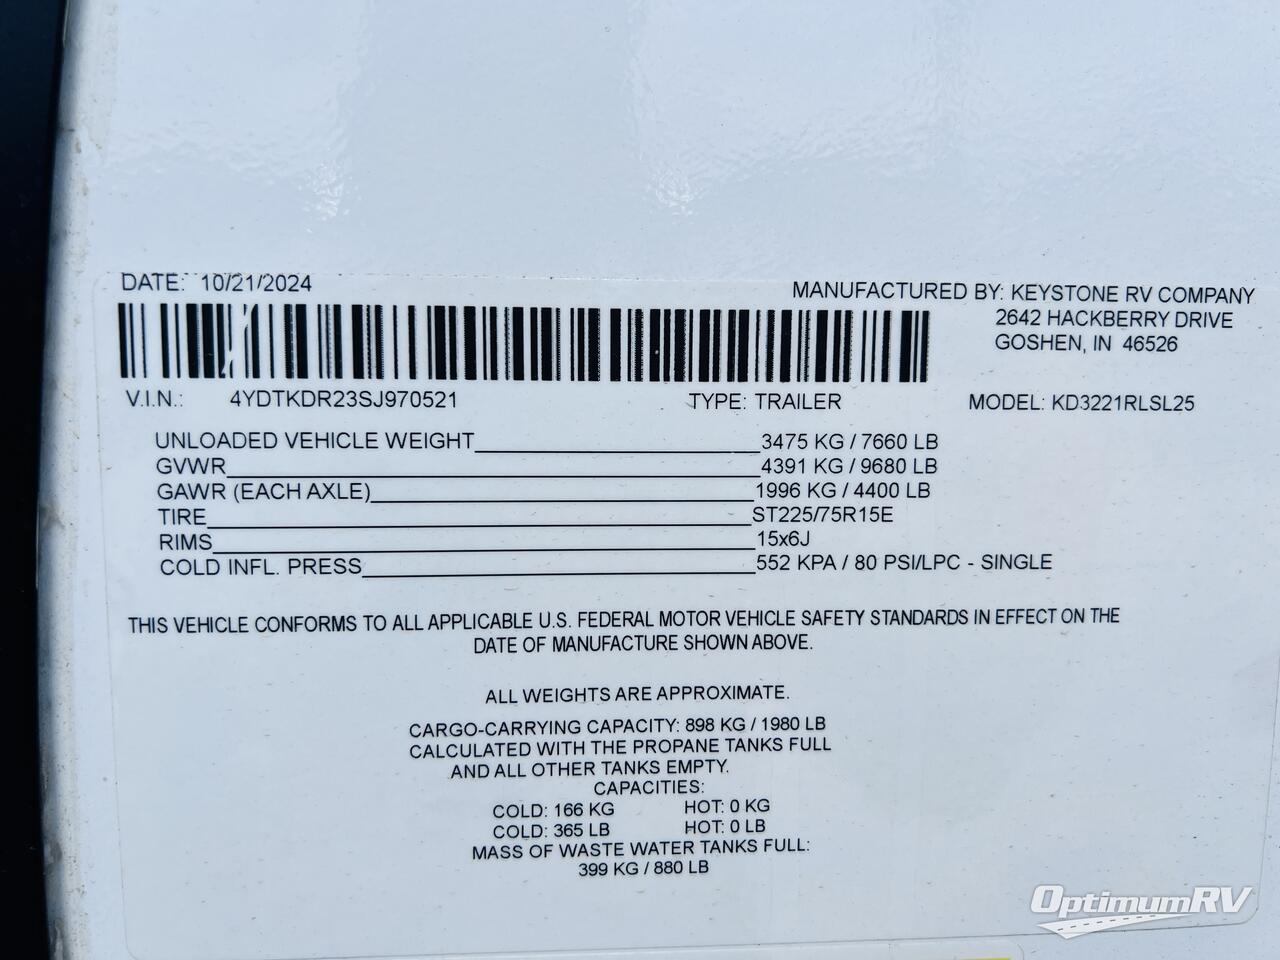 DATE: 10/21/2024
MANUFACTURED BY: KEYSTONE RV COMPANY
2642 HACKBERRY DRIVE
GOSHEN, IN 46526
V.I.N.: 4YDTKDR23SJ970521 TYPE: TRAILER MODEL: KD3221RLSL25
UNLOADED VEHICLE WEIGHT 3475 KG / 7660 LB
GVWR 4391 KG / 9680 LB
GAWR (EACH AXLE) 1996 KG / 4400 LB
TIRE ST225/75R15E
RIMS 15x6J
COLD INFL. PRESS 552 KPA / 80 PSI/LPC - SINGLE
THIS VEHICLE CONFORMS TO ALL APPLICABLE U.S. FEDERAL MOTOR VEHICLE SAFETY STANDARDS IN EFFECT ON THE
DATE OF MANUFACTURE SHOWN ABOVE.
ALL WEIGHTS ARE APPROXIMATE.
CARGO-CARRYING CAPACITY: 898 KG / 1980 LB
CALCULATED WITH THE PROPANE TANKS FULL
AND ALL OTHER TANKS EMPTY.
CAPACITIES:
COLD: 166 KG HOT: 0 KG
COLD: 365 LB HOT: 0 LB
MASS OF WASTE WATER TANKS FULL:
399 KG / 880 LB
OptimumRV